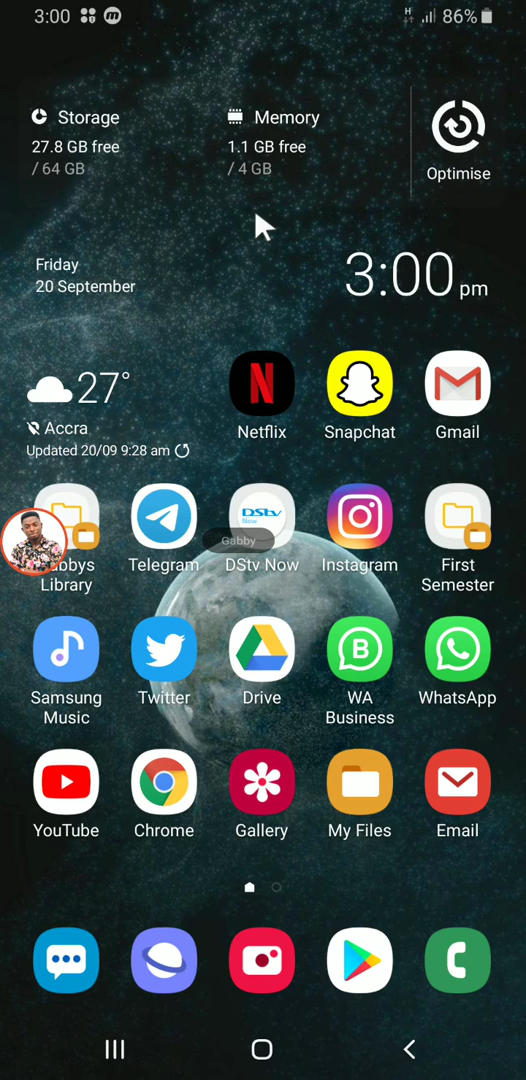 3:00
H
86%
Storage
27.8 GB free
/ 64 GB
Memory
1.1 GB free
/ 4 GB
Optimise
Friday
20 September
3:00 pm
27°
Accra
Updated 20/09 9:28 am
N
Netflix
Snapchat
M
Gmail
Library
Telegram
DStv
Now
Gabby
DStv Now
Instagram
First
Semester
Samsung
Music
Twitter
Drive
B
WA
Business
WhatsApp
YouTube
Chrome
Gallery
My Files
Email